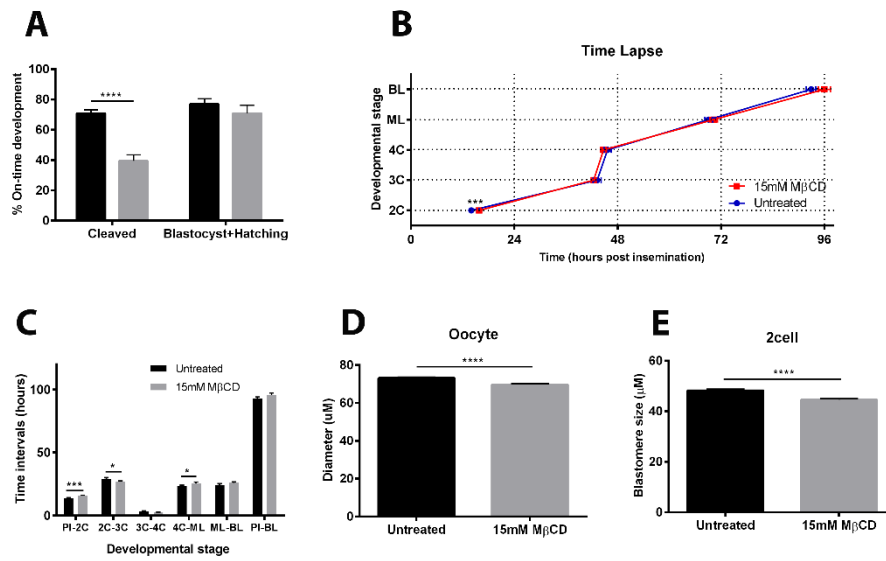 A
% On-time development
100
80
60
40
20
0
****
Cleaved
Blastocyst+Hatching
B
Time Lapse
Developmental stage
BL
ML
4C
3C
2C
***
15mM MβCD
Untreated
0 24 48 72 96
Time (hours post insemination)
C
Time intervals (hours)
100
50
0
Untreated
15mM MβCD
***
*
*
PI-2C 2C-3C 3C-4C 4C-ML ML-BL PI-BL
Developmental stage
D
Oocyte
Diameter (uM)
80
60
40
20
0
****
Untreated 15mM MβCD
E
2cell
Blastomere size (μM)
60
40
20
0
****
Untreated 15mM MβCD